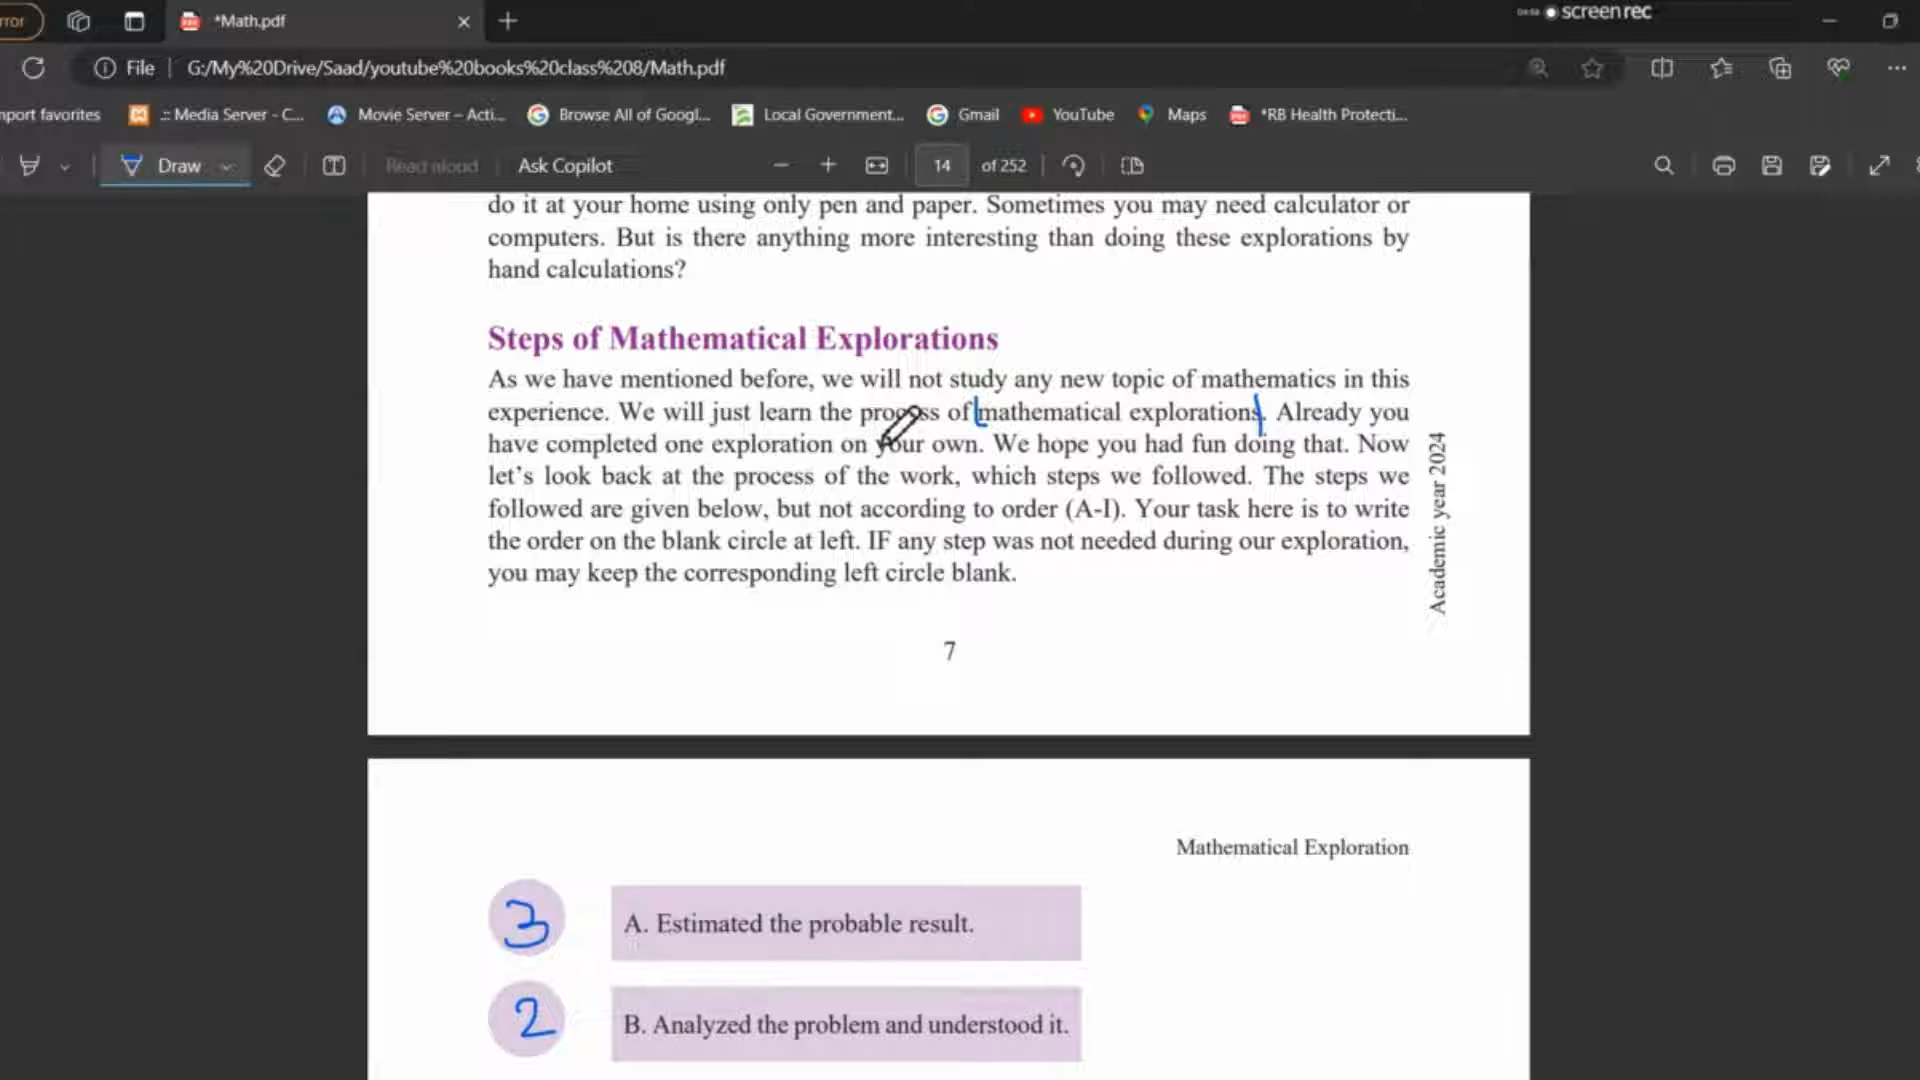 rror
*Math.pdf
screenrec
File
G:/My%20Drive/Saad/youtube%20books%20class%208/Math.pdf
mport favorites
.:: Media Server - C...
Movie Server – Acti...
Browse All of Googl...
Local Government...
Gmail
YouTube
Maps
*RB Health Protecti...
Draw
Read aloud
Ask Copilot
14
of 252
do it at your home using only pen and paper. Sometimes you may need calculator or
computers. But is there anything more interesting than doing these explorations by
hand calculations?
Steps of Mathematical Explorations
As we have mentioned before, we will not study any new topic of mathematics in this
experience. We will just learn the process of mathematical explorations. Already you
have completed one exploration on your own. We hope you had fun doing that. Now
let’s look back at the process of the work, which steps we followed. The steps we
followed are given below, but not according to order (A-I). Your task here is to write
the order on the blank circle at left. IF any step was not needed during our exploration,
you may keep the corresponding left circle blank.
Academic year 2024
7
Mathematical Exploration
3
A. Estimated the probable result.
2
B. Analyzed the problem and understood it.